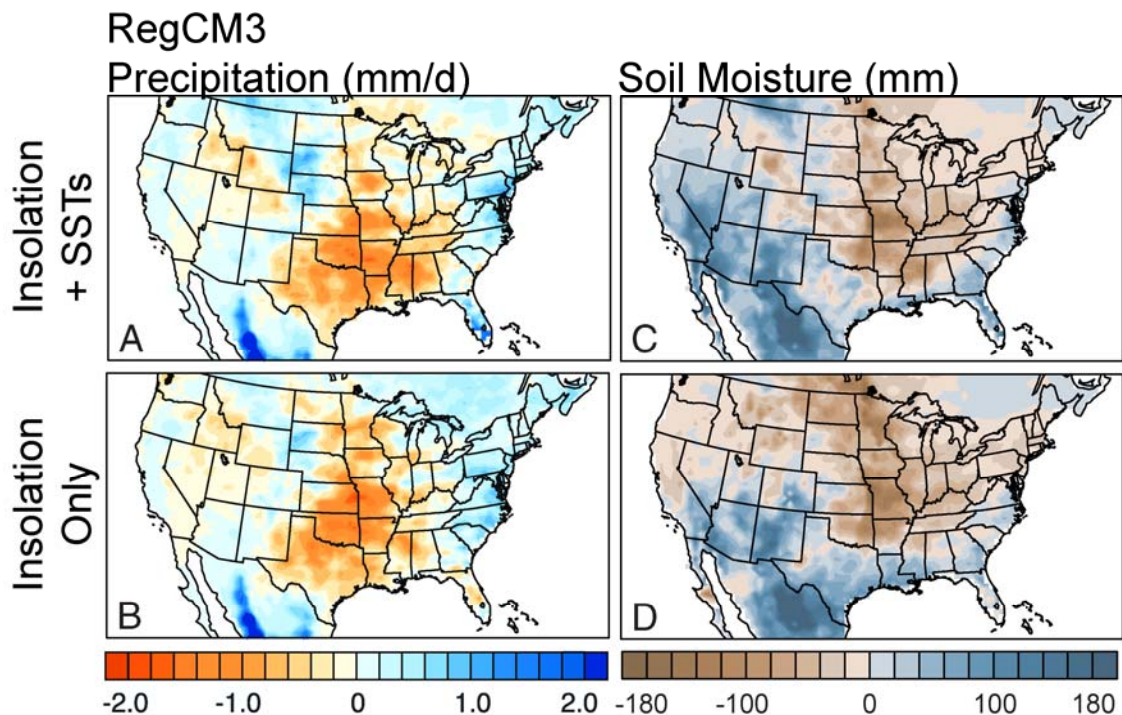 RegCM3
Precipitation (mm/d) Soil Moisture (mm)
Insolation
+ SSTs
A
C
Insolation
Only
B
D
-2.0 -1.0 0 1.0 2.0
-180 -100 0 100 180